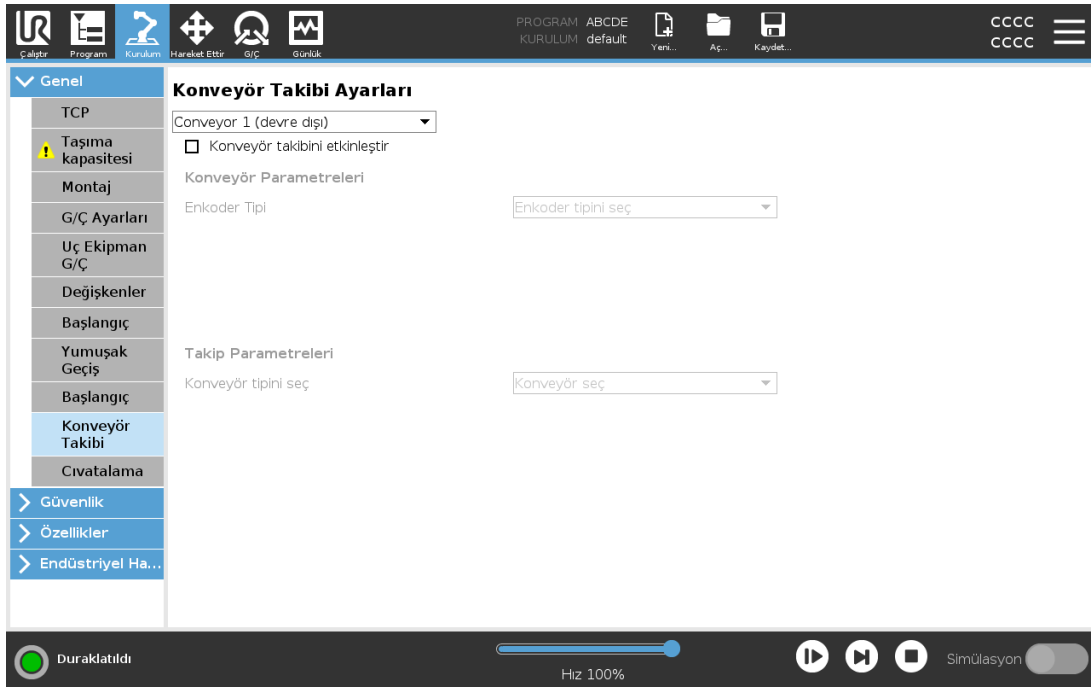 PROGRAM ABCDE
KURULUM default
CCCC
CCCC
Çalıştır
Program
Kurulum
Hareket Ettir
G/Ç
Günlük
Yeni...
Aç...
Kaydet...
Genel
TCP
Taşıma
kapasitesi
Montaj
G/Ç Ayarları
Uç Ekipman
G/Ç
Değişkenler
Başlangıç
Yumuşak
Geçiş
Başlangıç
Konveyör
Takibi
Cıvatalama
Güvenlik
Özellikler
Endüstriyel Ha...
Konveyör Takibi Ayarları
Conveyor 1 (devre dışı)
Konveyör takibini etkinleştir
Konveyör Parametreleri
Enkoder Tipi
Enkoder tipini seç
Takip Parametreleri
Konveyör tipini seç
Konveyör seç
Duraklatıldı
Hız 100%
Simülasyon